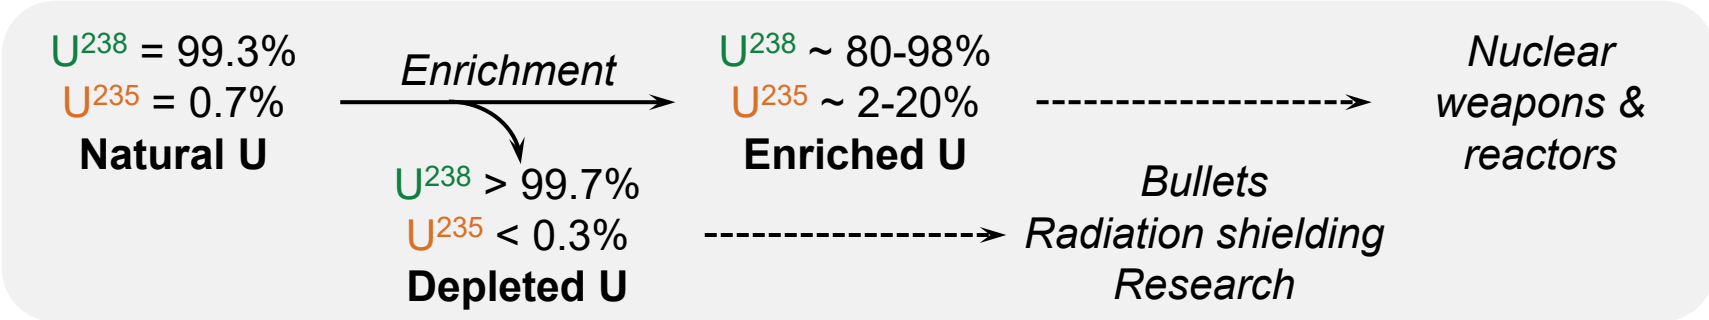 U²³⁸ = 99.3%
U²³⁵ = 0.7%
Natural U
Enrichment
U²³⁸ > 99.7%
U²³⁵ < 0.3%
Depleted U
U²³⁸ ~ 80-98%
U²³⁵ ~ 2-20%
Enriched U
Nuclear
weapons &
reactors
Bullets
Radiation shielding
Research